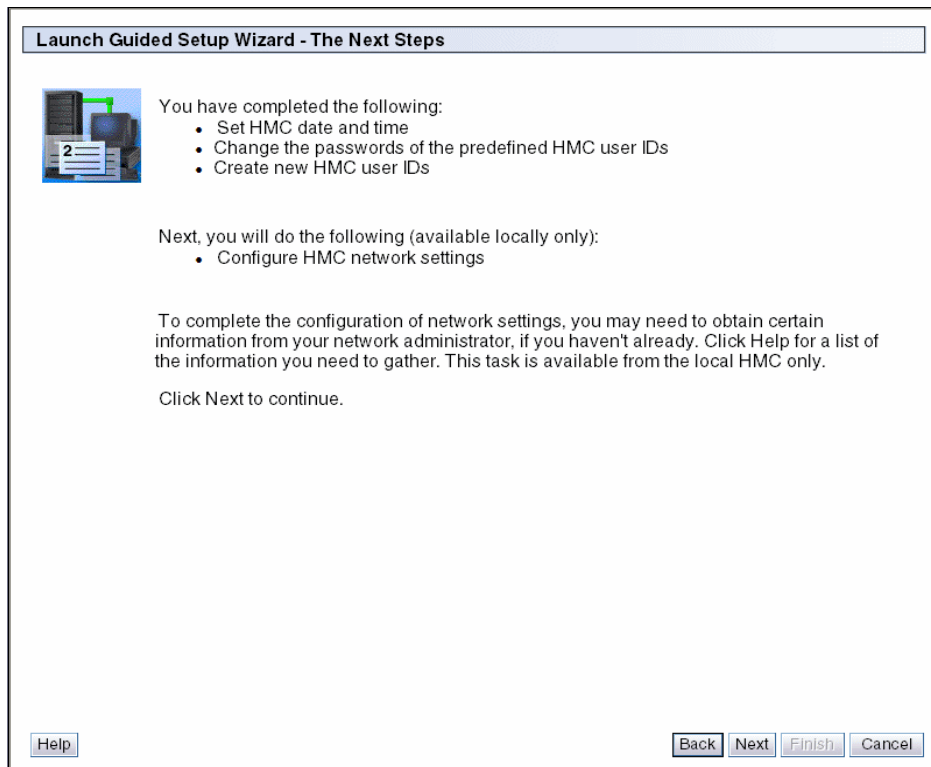 Launch Guided Setup Wizard - The Next Steps
You have completed the following:
• Set HMC date and time
• Change the passwords of the predefined HMC user IDs
• Create new HMC user IDs
2
Next, you will do the following (available locally only):
• Configure HMC network settings
To complete the configuration of network settings, you may need to obtain certain
information from your network administrator, if you haven't already. Click Help for a list of
the information you need to gather. This task is available from the local HMC only.
Click Next to continue.
Help Back Next Finish Cancel